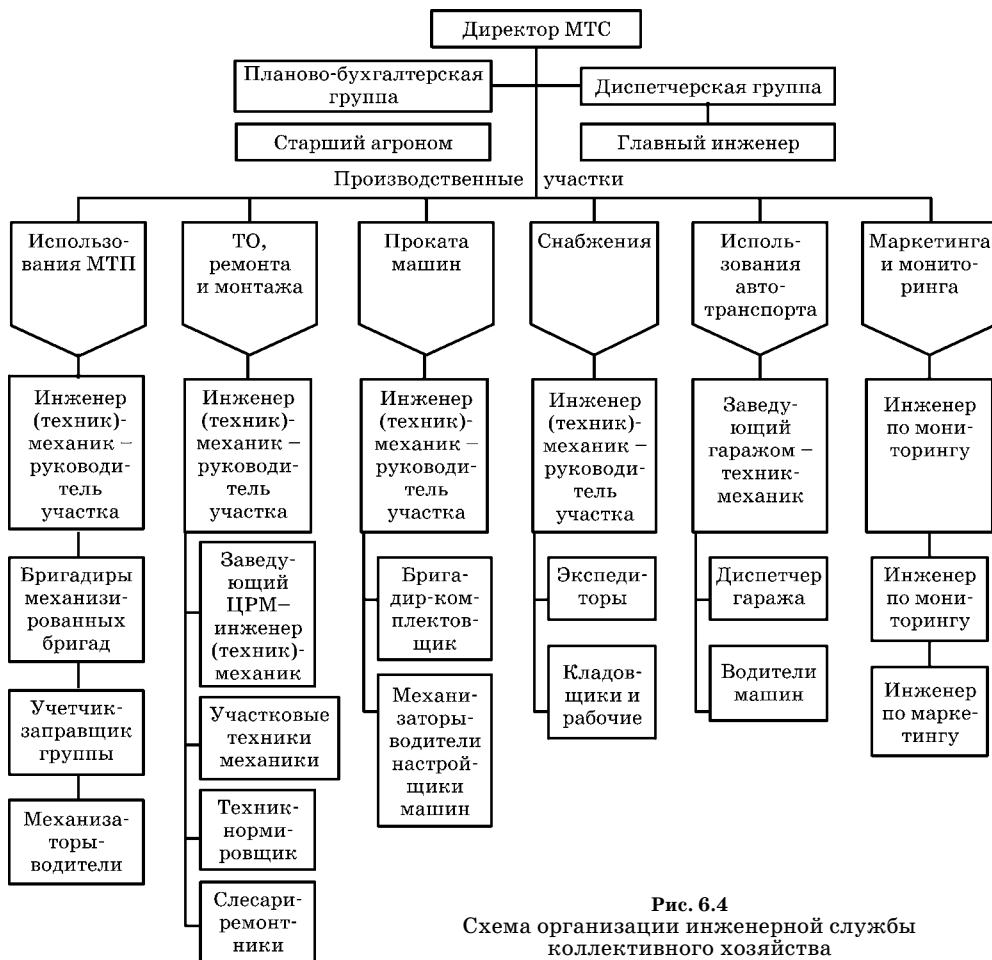 Директор МТС
Планово-бухгалтерская
группа
Диспетчерская группа
Старший агроном
Главный инженер
Производственные участки
Использо-
вания МТП
ТО,
ремонта
и монтажа
Проката
машин
Снабжения
Исполь-
зования
авто-
транспорта
Маркетинга
и монито-
ринга
Инженер
(техник)-
механик –
руководи-
тель
участка
Инженер
(техник)-
механик –
руководи-
тель
участка
Инженер
(техник)-
механик –
руководи-
тель
участка
Инженер
(техник)-
механик –
руководи-
тель
участка
Заведу-
ющий
гаражом –
техник-
механик
Инженер
по мони-
торингу
Бригадиры
механизи-
рованных
бригад
Учетчик-
заправщик
группы
Механиза-
торы-
водители
Заведу-
ющий
ЦРМ–
инженер
(техник)-
механик
Участковые
техники
механики
Техник-
норми-
ровщик
Слесари-
ремонт-
ники
Брига-
дир-ком-
плектов-
щик
Механи-
заторы-
водители
настрой-
щики
машин
Экспеди-
торы
Кладов-
щики и
рабочие
Диспетчер
гаража
Водители
машин
Инженер
по мони-
торингу
Инженер
по марке-
тингу
Рис. 6.4
Схема организации инженерной службы
коллективного хозяйства